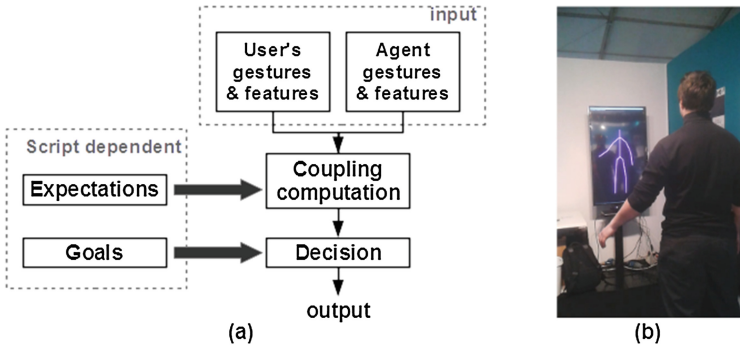 input
User's
gestures
& features
Agent
gestures
& features
Script dependent
Expectations
Coupling
computation
Goals
Decision
output
(a)
(b)